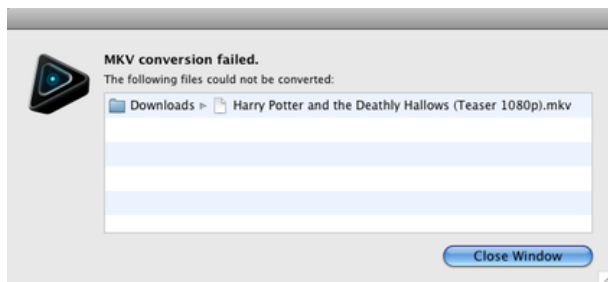 MKV conversion failed.
The following files could not be converted:
Downloads ▸ Harry Potter and the Deathly Hallows (Teaser 1080p).mkv
Close Window